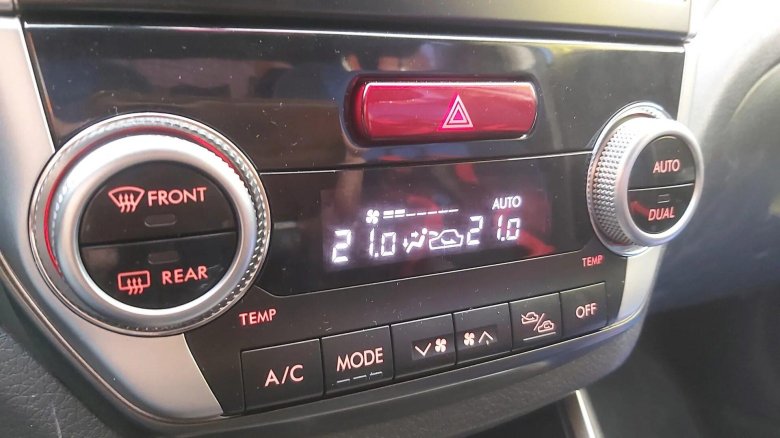 FRONT
REAR
TEMP
AUTO
21.0 21.0
AUTO
DUAL
TEMP
A/C
MODE
OFF